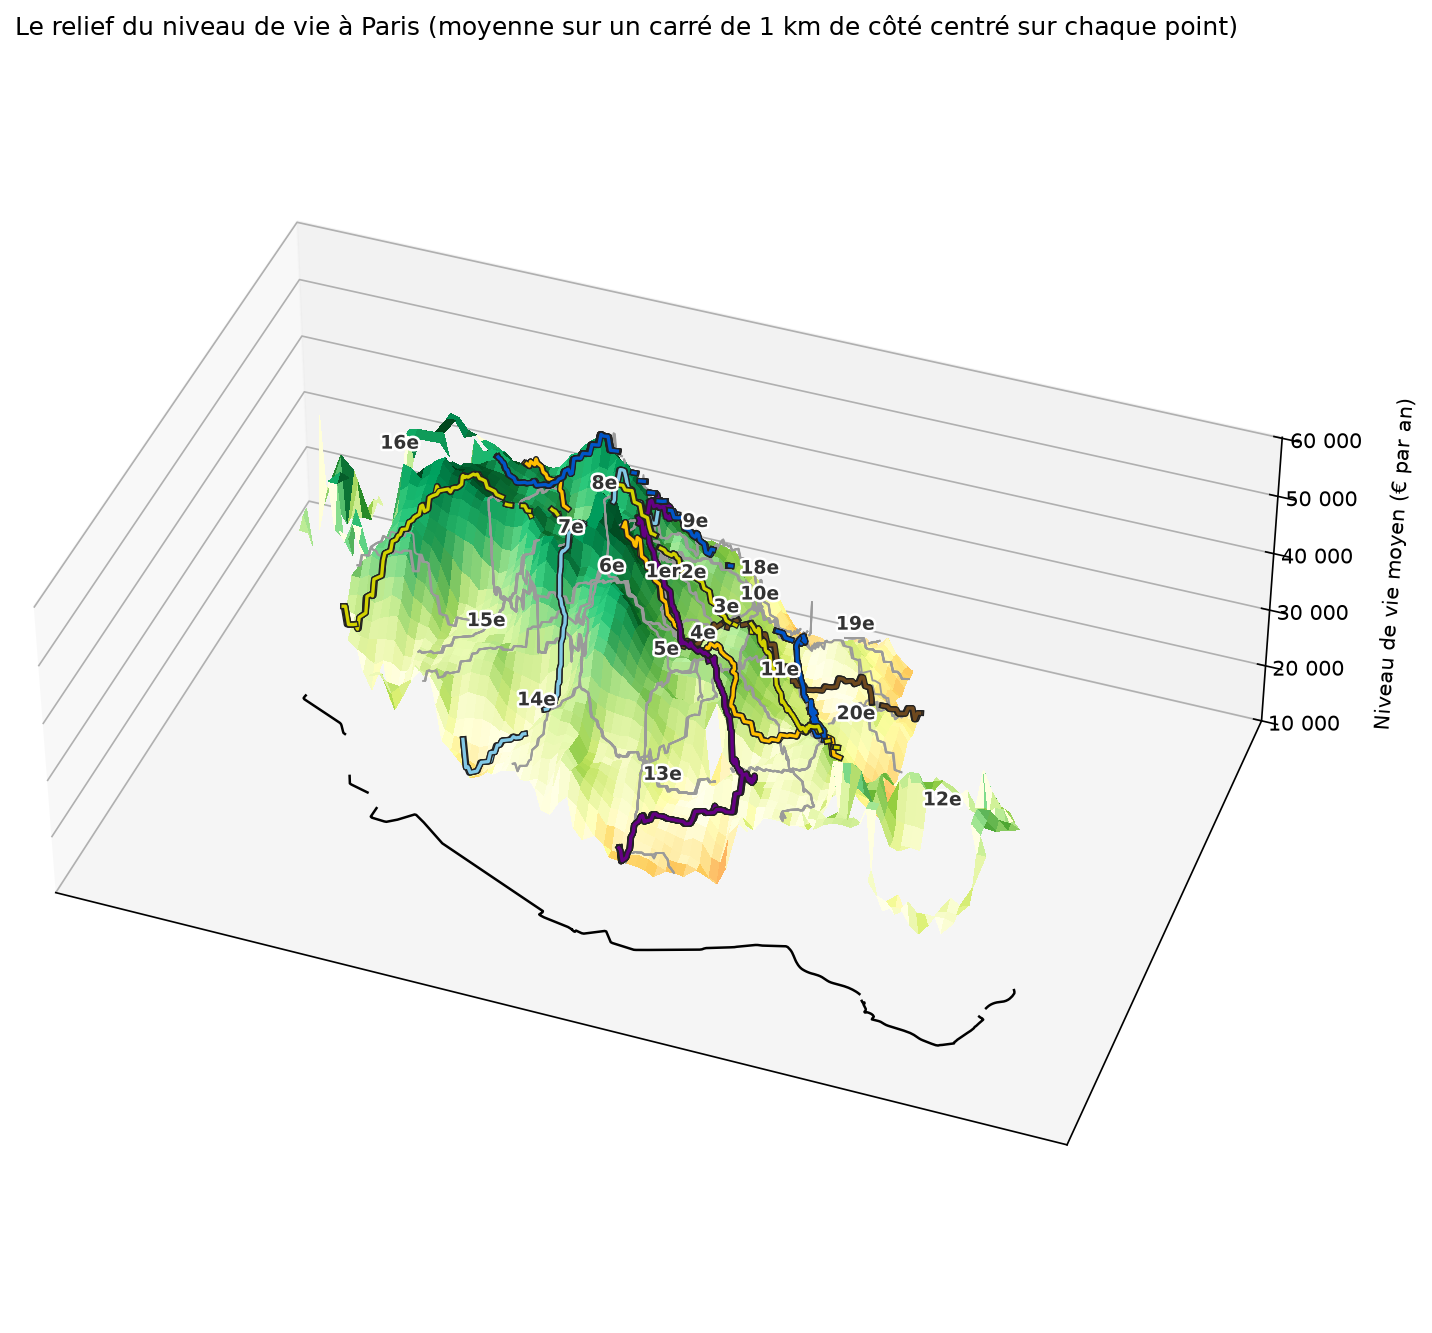 Le relief du niveau de vie à Paris (moyenne sur un carré de 1 km de côté centré sur chaque point)
60 000
50 000
40 000
30 000
20 000
10 000
Niveau de vie moyen (€ par an)
16e
8e
7e
9e
6e
1er
2e
18e
10e
3e
15e
4e
19e
5e
11e
14e
20e
13e
12e